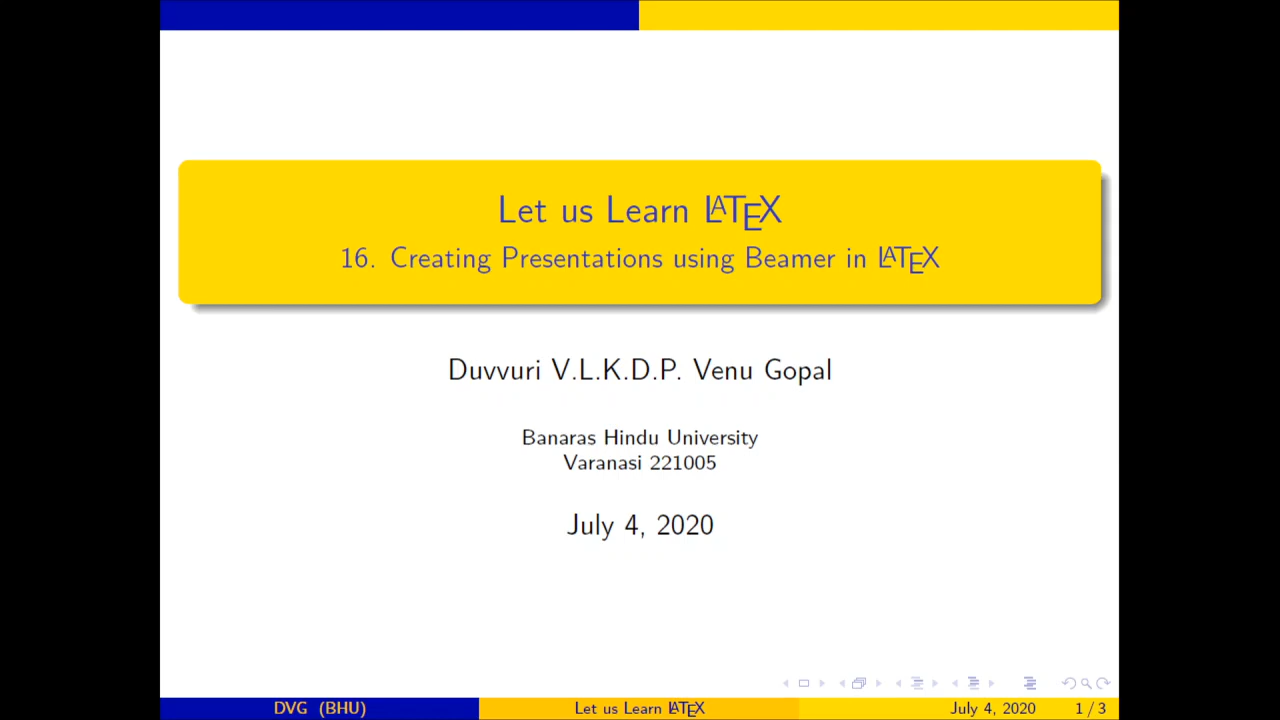 Let us Learn LATEX
16. Creating Presentations using Beamer in LATEX
Duvvuri V.L.K.D.P. Venu Gopal
Banaras Hindu University
Varanasi 221005
July 4, 2020
DVG (BHU) Let us Learn LATEX July 4, 2020 1 / 3